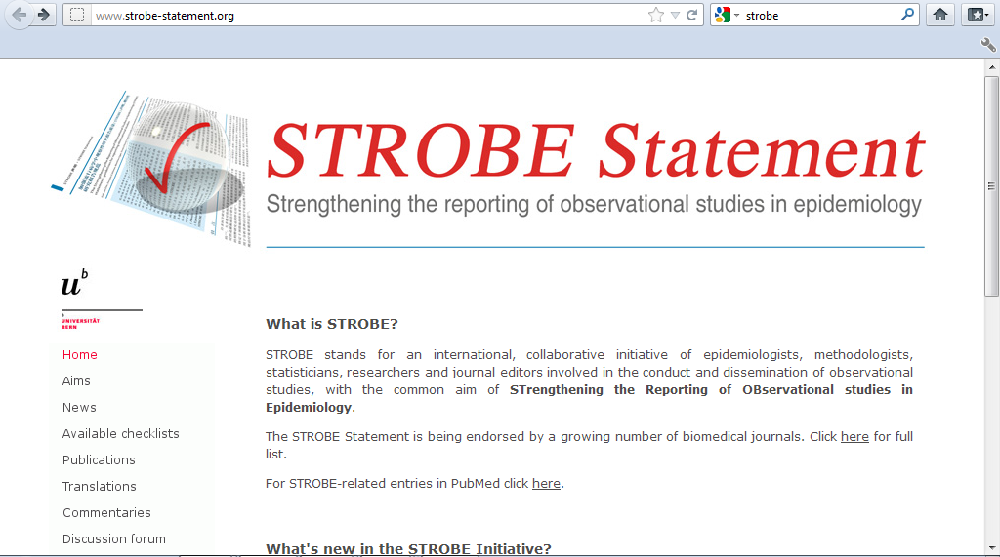 www.strobe-statement.org
strobe
STROBE Statement
Strengthening the reporting of observational studies in epidemiology
u b
b
UNIVERSITÄT
BERN
Home
Aims
News
Available checklists
Publications
Translations
Commentaries
Discussion forum
What is STROBE?
STROBE stands for an international, collaborative initiative of epidemiologists, methodologists,
statisticians, researchers and journal editors involved in the conduct and dissemination of observational
studies, with the common aim of STrengthening the Reporting of OBservational studies in
Epidemiology.
The STROBE Statement is being endorsed by a growing number of biomedical journals. Click here for full
list.
For STROBE-related entries in PubMed click here.
What's new in the STROBE Initiative?